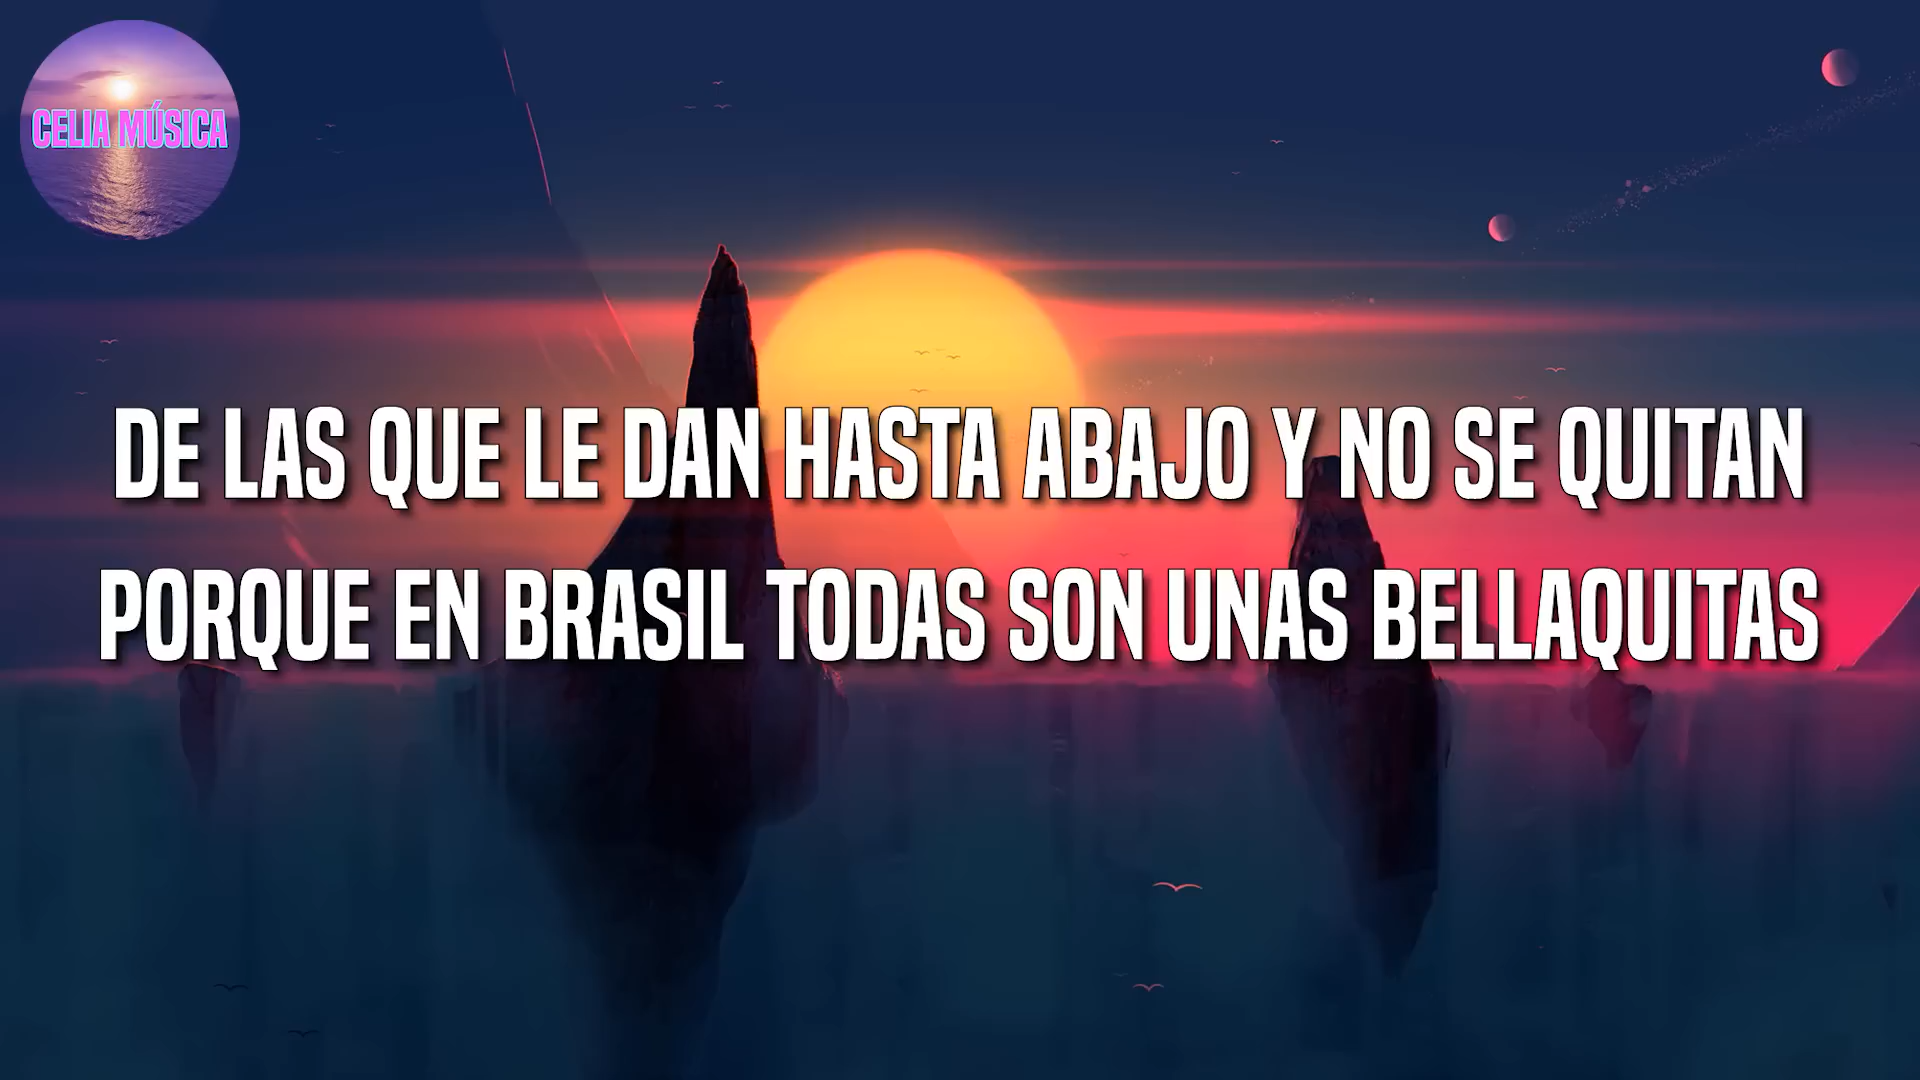 CELIA MÚSICA
DE LAS QUE LE DAN HASTA ABAJO Y NO SE QUITAN
PORQUE EN BRASIL TODAS SON UNAS BELLAQUITAS